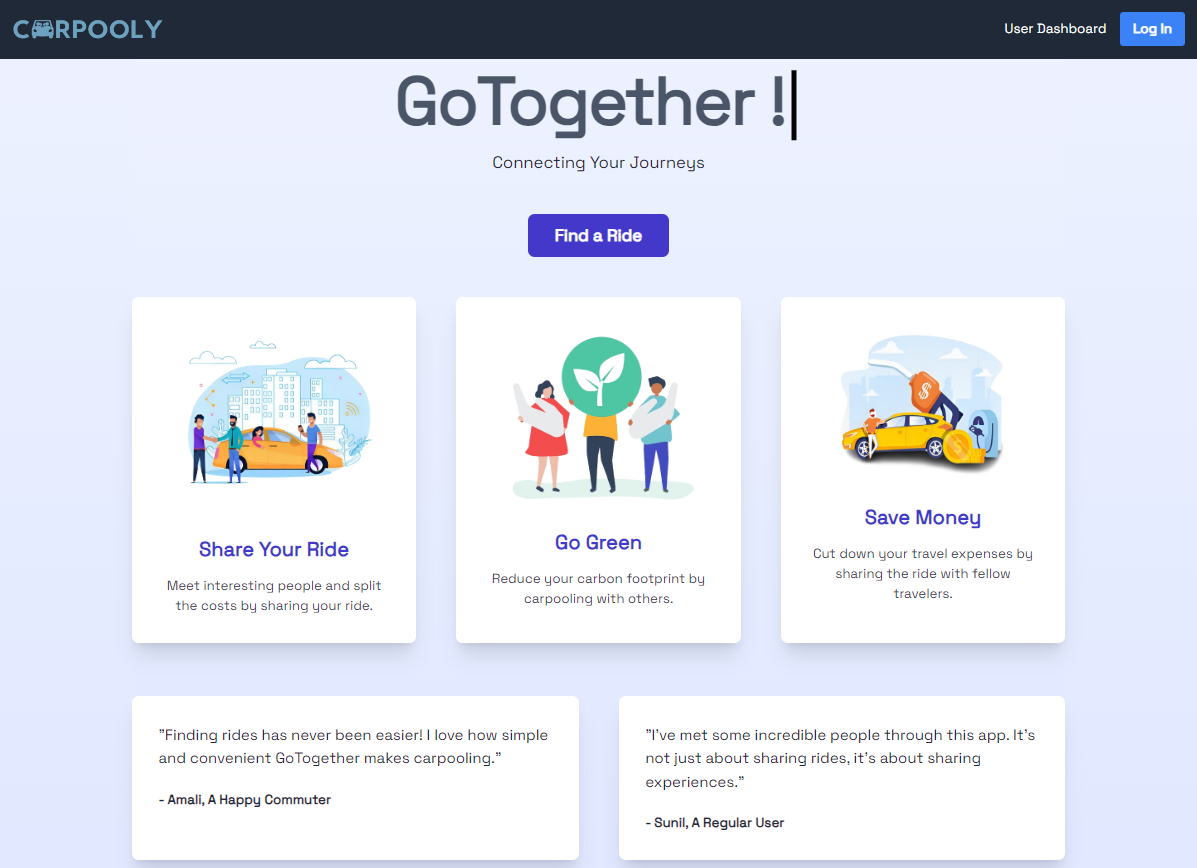 CARPOOLY
User Dashboard
Log In
GoTogether !
Connecting Your Journeys
Find a Ride
Share Your Ride
Meet interesting people and split
the costs by sharing your ride.
Go Green
Reduce your carbon footprint by
carpooling with others.
$
Save Money
Cut down your travel expenses by
sharing the ride with fellow
travelers.
"Finding rides has never been easier! I love how simple
and convenient GoTogether makes carpooling."
- Amali, A Happy Commuter
"I've met some incredible people through this app. It's
not just about sharing rides, it's about sharing
experiences."
- Sunil, A Regular User